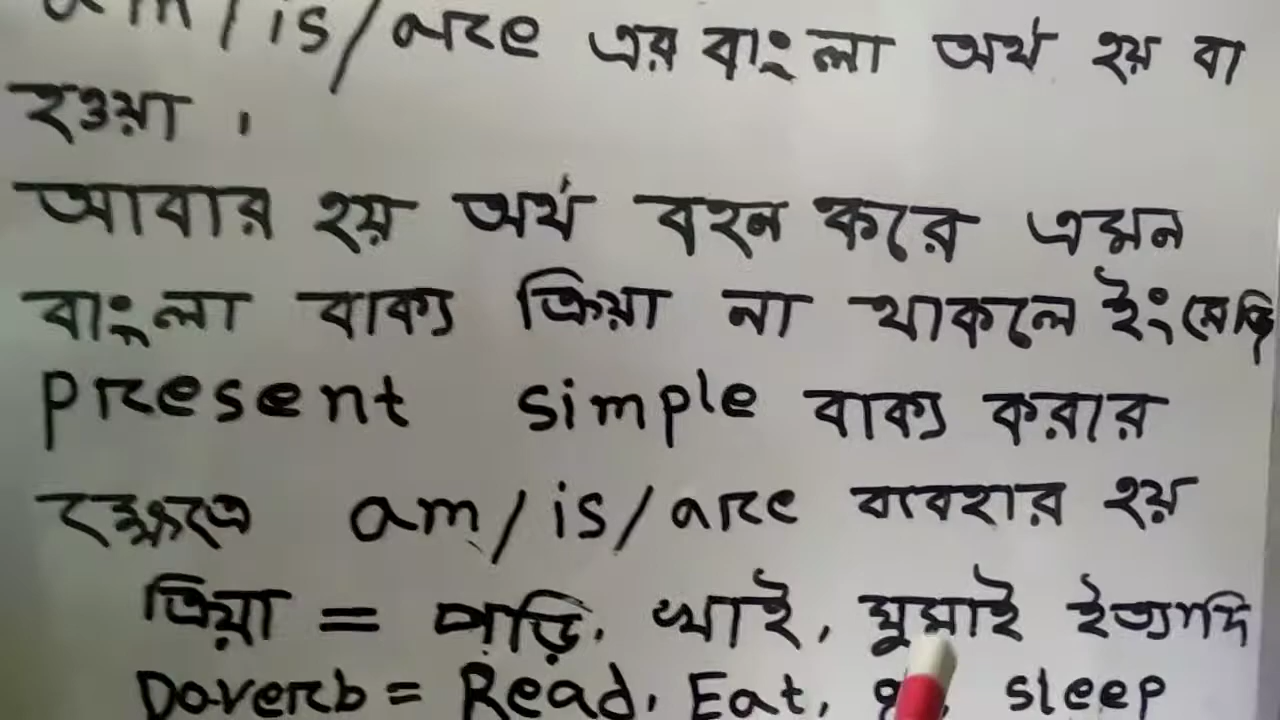 am/is/are এর বাংলা অর্থ হয় বা
হওয়া ।
আবার হয় অর্থ বহন করে এমন
বাংলা বাক্য ক্রিয়া না থাকলে ইংরেজি
present simple বাক্য করার
ক্ষেত্রে am/is/are ব্যবহার হয়
ক্রিয়া = পড়ি, খাই, ঘুমাই ইত্যাদি
Doverb = Read, Eat, sleep